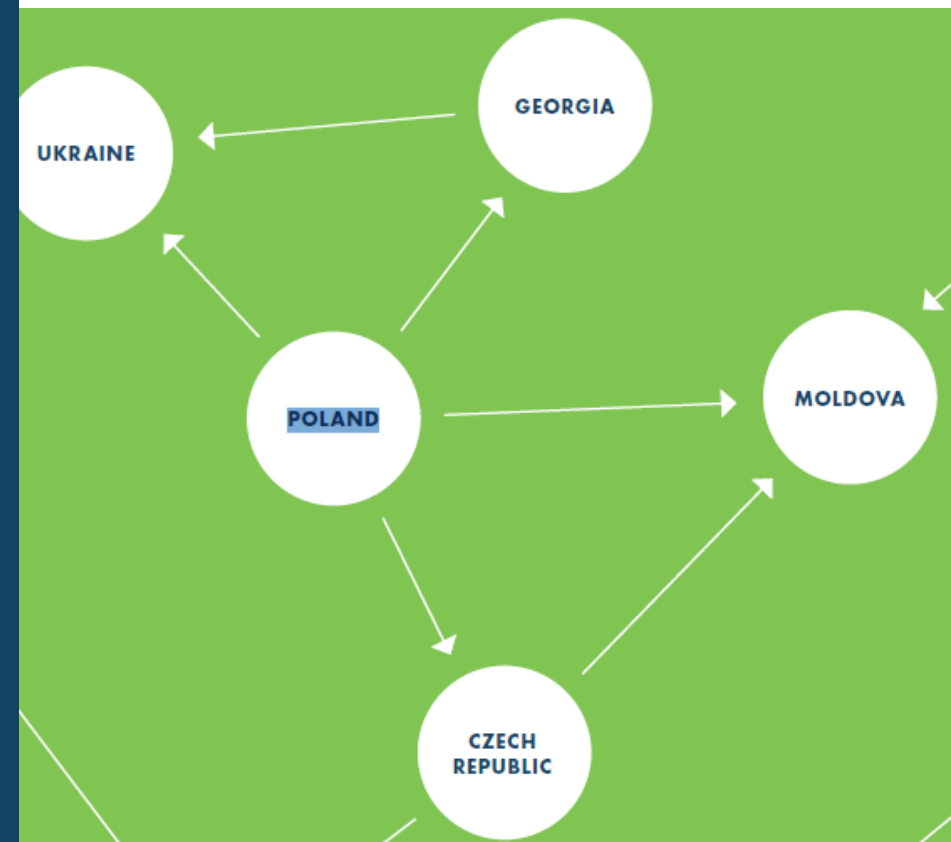 GEORGIA
UKRAINE
MOLDOVA
POLAND
CZECH
REPUBLIC